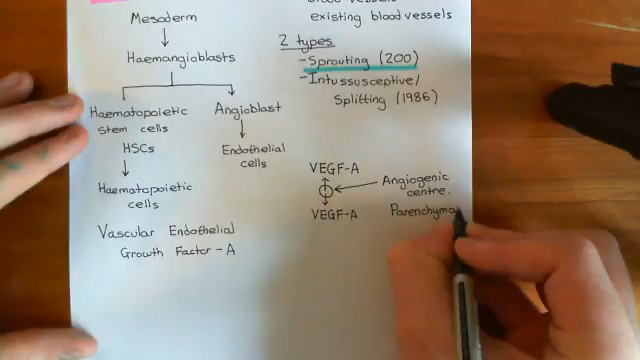 Mesoderm
Haemangioblasts
Haematopoietic
stem cells
HSCs
Haematopoietic
cells
Angioblast
Endothelial
cells
Vascular Endothelial
Growth Factor - A
existing blood vessels
2 types
- Sprouting (200)
- Intussusceptive/
Splitting (1986)
VEGF-A
VEGF-A
Angiogenic
centre.
Parenchyma